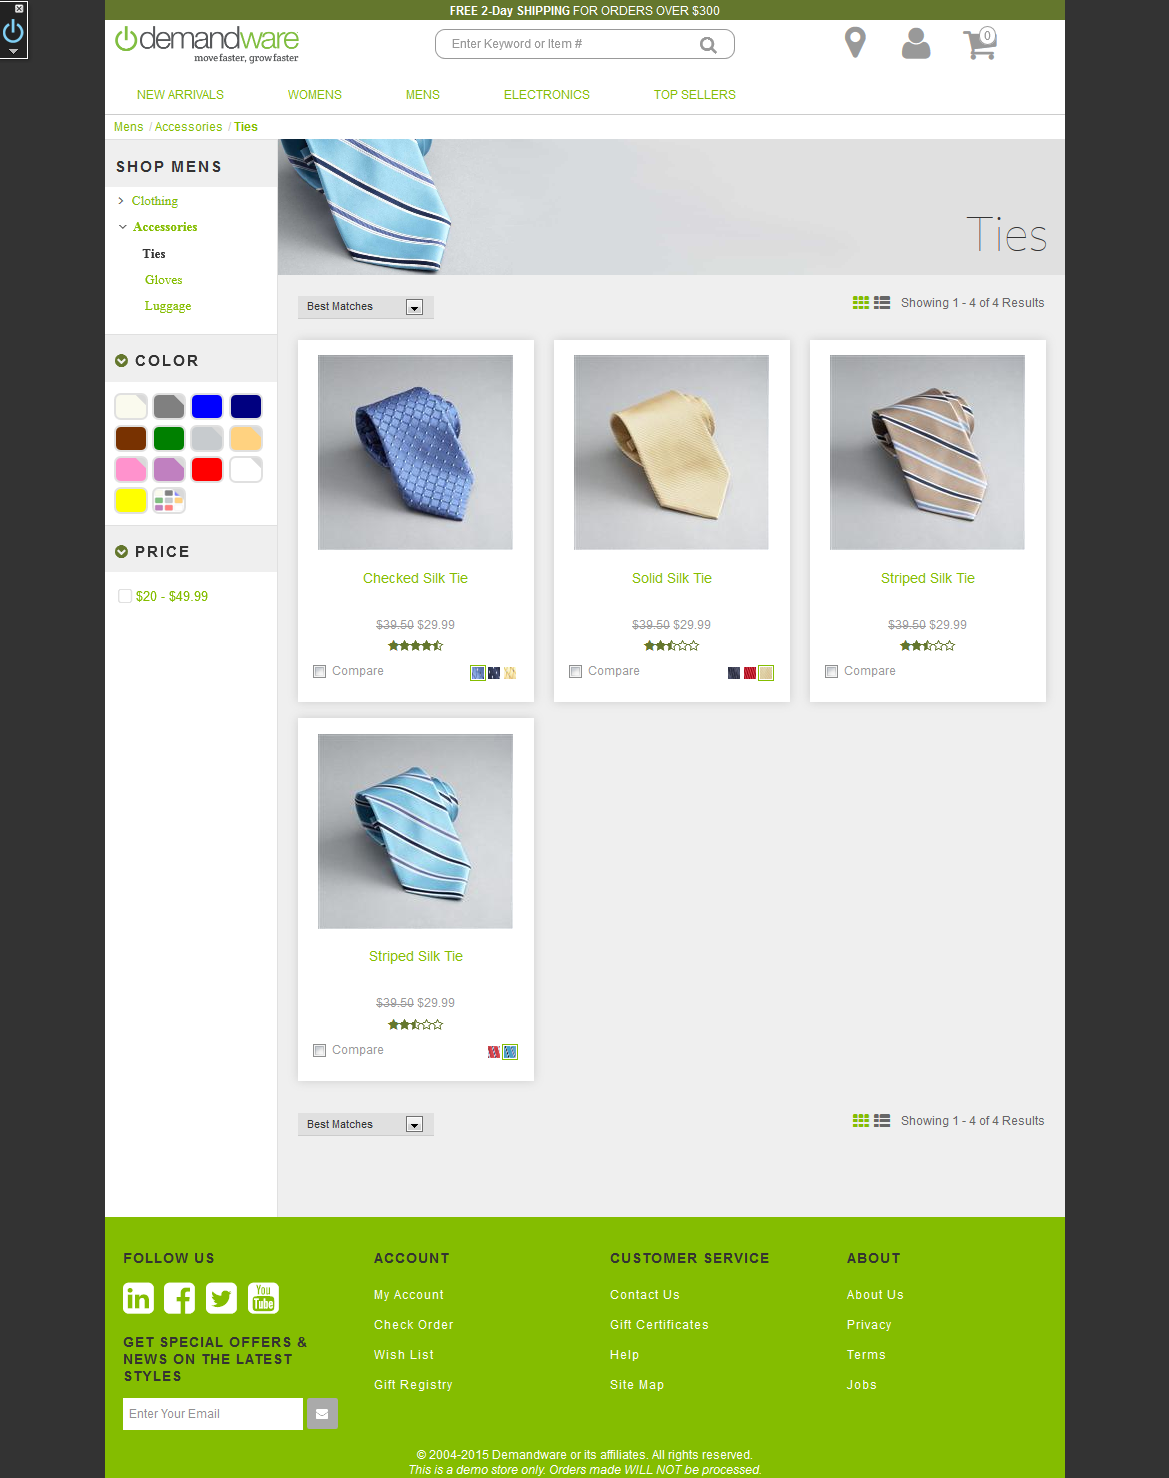 FREE 2-Day SHIPPING FOR ORDERS OVER $300
demandware
move faster, grow faster
Enter Keyword or Item #
0
NEW ARRIVALS
WOMENS
MENS
ELECTRONICS
TOP SELLERS
Mens / Accessories / Ties
SHOP MENS
Clothing
Accessories
Ties
Gloves
Luggage
COLOR
PRICE
$20 - $49.99
Ties
Best Matches
Showing 1 - 4 of 4 Results
Checked Silk Tie
$39.50 $29.99
Compare
Solid Silk Tie
$39.50 $29.99
Compare
Striped Silk Tie
$39.50 $29.99
Compare
Striped Silk Tie
$39.50 $29.99
Compare
Best Matches
Showing 1 - 4 of 4 Results
FOLLOW US
in
You
Tube
GET SPECIAL OFFERS &
NEWS ON THE LATEST
STYLES
Enter Your Email
ACCOUNT
My Account
Check Order
Wish List
Gift Registry
CUSTOMER SERVICE
Contact Us
Gift Certificates
Help
Site Map
ABOUT
About Us
Privacy
Terms
Jobs
© 2004-2015 Demandware or its affiliates. All rights reserved.
This is a demo store only. Orders made WILL NOT be processed.